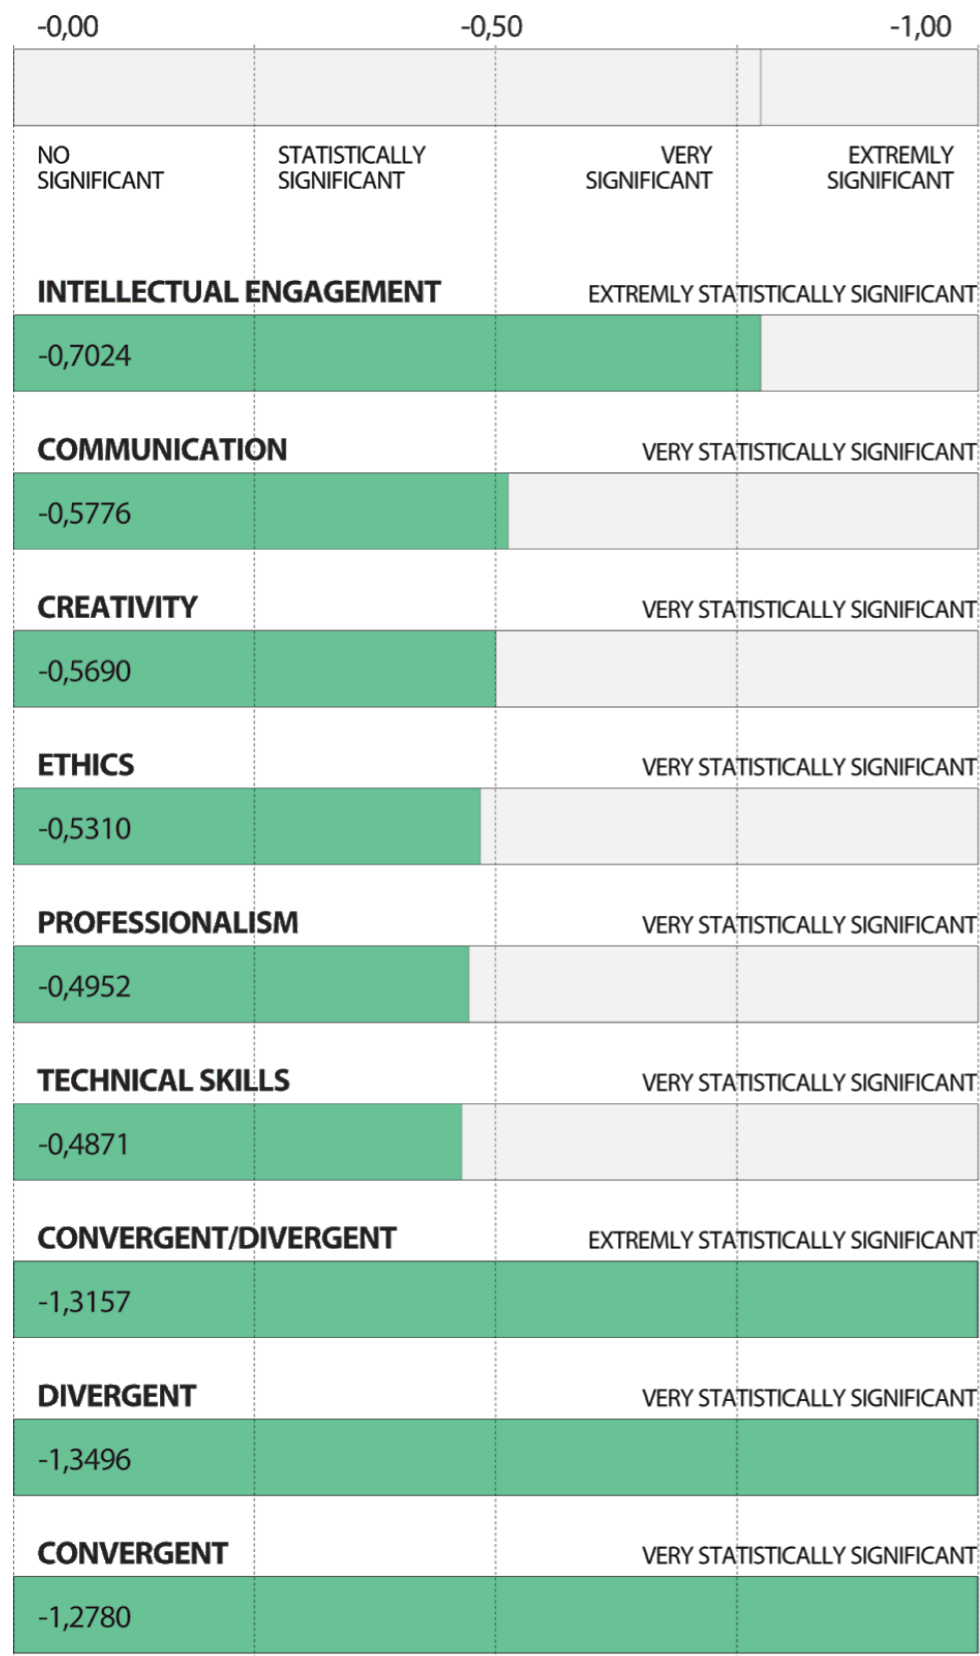 -0,00 -0,50 -1,00
NO SIGNIFICANT
STATISTICALLY SIGNIFICANT
VERY SIGNIFICANT
EXTREMLY SIGNIFICANT
INTELLECTUAL ENGAGEMENT EXTREMLY STATISTICALLY SIGNIFICANT
-0,7024
COMMUNICATION VERY STATISTICALLY SIGNIFICANT
-0,5776
CREATIVITY VERY STATISTICALLY SIGNIFICANT
-0,5690
ETHICS VERY STATISTICALLY SIGNIFICANT
-0,5310
PROFESSIONALISM VERY STATISTICALLY SIGNIFICANT
-0,4952
TECHNICAL SKILLS VERY STATISTICALLY SIGNIFICANT
-0,4871
CONVERGENT/DIVERGENT EXTREMLY STATISTICALLY SIGNIFICANT
-1,3157
DIVERGENT VERY STATISTICALLY SIGNIFICANT
-1,3496
CONVERGENT VERY STATISTICALLY SIGNIFICANT
-1,2780